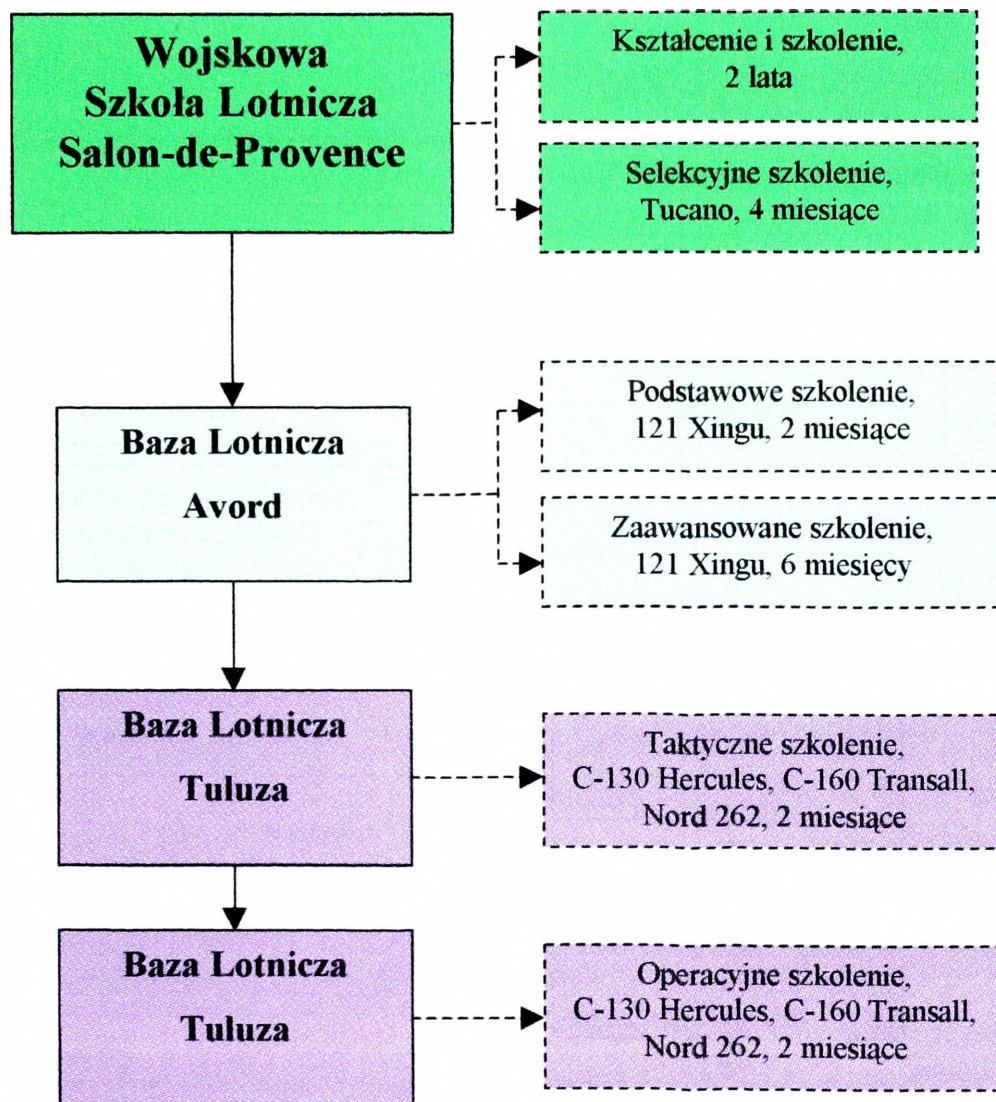 Wojskowa
Szkoła Lotnicza
Salon-de-Provence
Kształcenie i szkolenie,
2 lata
Selekcyjne szkolenie,
Tucano, 4 miesiące
Baza Lotnicza
Avord
Podstawowe szkolenie,
121 Xingu, 2 miesiące
Zaawansowane szkolenie,
121 Xingu, 6 miesięcy
Baza Lotnicza
Tuluza
Taktyczne szkolenie,
C-130 Hercules, C-160 Transall,
Nord 262, 2 miesiące
Baza Lotnicza
Tuluza
Operacyjne szkolenie,
C-130 Hercules, C-160 Transall,
Nord 262, 2 miesiące